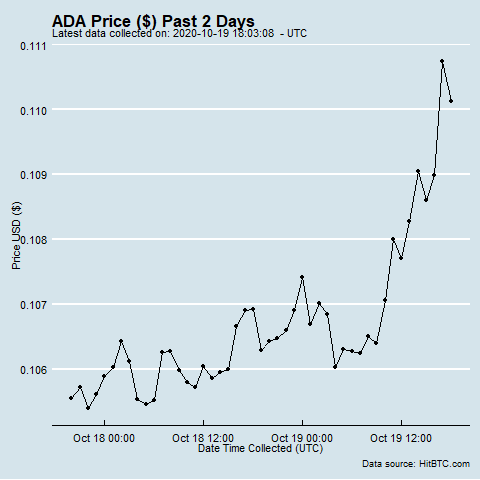 ADA Price ($) Past 2 Days
Latest data collected on: 2020-10-19 18:03:08 - UTC
0.111
0.110
0.109
0.108
0.107
0.106
Price USD ($)
Oct 18 00:00 Oct 18 12:00 Oct 19 00:00 Oct 19 12:00
Date Time Collected (UTC)
Data source: HitBTC.com